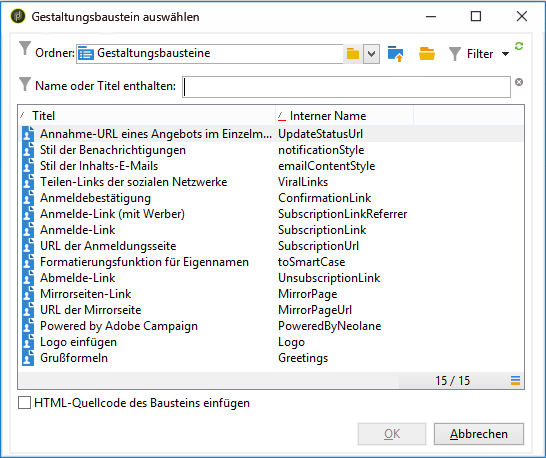 Gestaltungsbaustein auswählen
Ordner: Gestaltungsbausteine Filter
Name oder Titel enthalten:
Titel Interner Name
Annahme-URL eines Angebots im Einzelm... UpdateStatusUrl
Stil der Benachrichtigungen notificationStyle
Stil der Inhalts-E-Mails emailContentStyle
Teilen-Links der sozialen Netzwerke ViralLinks
Anmeldebestätigung ConfirmationLink
Anmelde-Link (mit Werber) SubscriptionLinkReferrer
Anmelde-Link SubscriptionLink
URL der Anmeldungsseite SubscriptionUrl
Formatierungsfunktion für Eigennamen toSmartCase
Abmelde-Link UnsubscriptionLink
Mirrorseiten-Link MirrorPage
URL der Mirrorseite MirrorPageUrl
Powered by Adobe Campaign PoweredByNeolane
Logo einfügen Logo
Grußformeln Greetings
15 / 15
HTML-Quellcode des Bausteins einfügen
OK Abbrechen